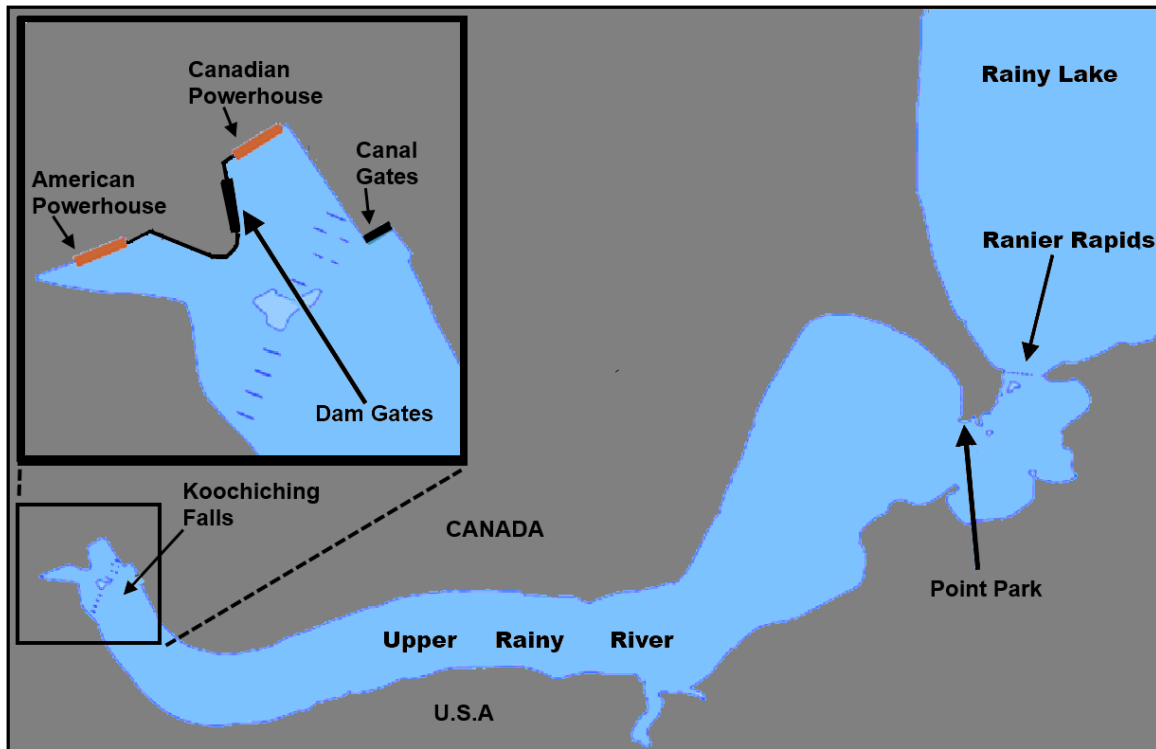 Canadian
Powerhouse
Canal
Gates
American
Powerhouse
Dam Gates
Rainy Lake
Ranier Rapids
Koochiching
Falls
CANADA
Point Park
Upper Rainy River
U.S.A